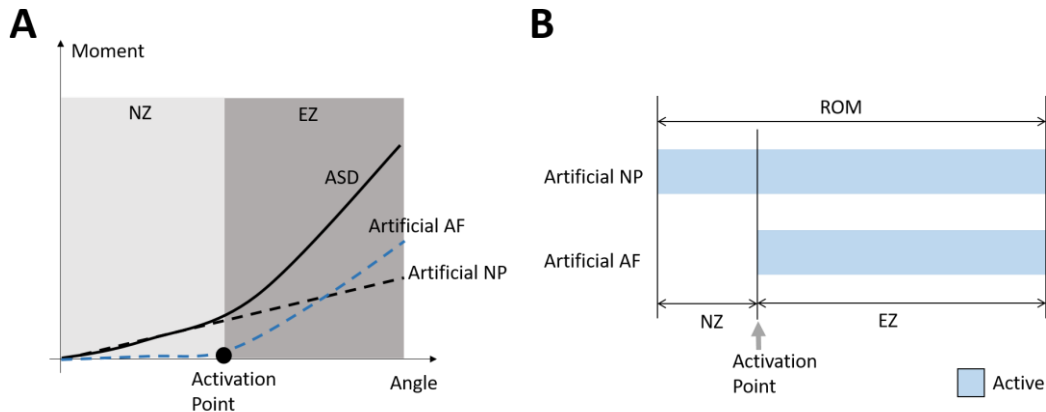 A
Moment
NZ
EZ
ASD
Artificial AF
Artificial NP
Activation
Point
Angle
B
ROM
Artificial NP
Artificial AF
NZ
EZ
Activation
Point
Active